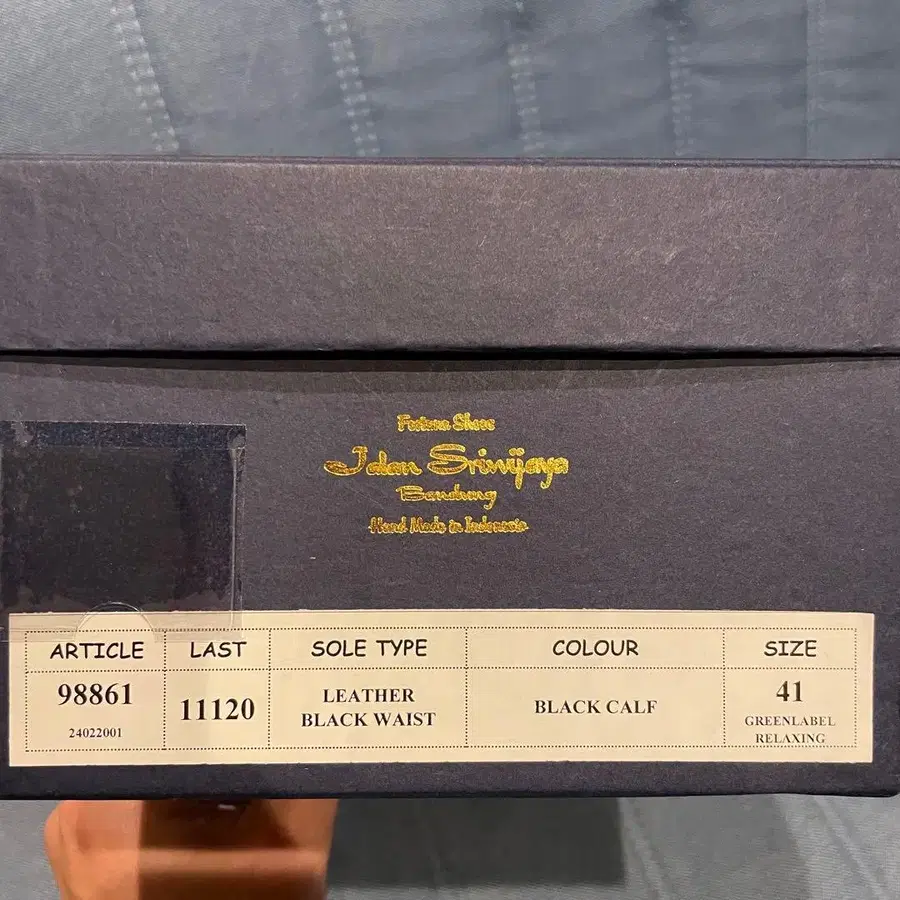 Fortuna Shoes
Jalan Sriwijaya
Bandung
Hand Made in Indonesia
ARTICLE LAST SOLE TYPE COLOUR SIZE
98861 11120 LEATHER BLACK CALF 41
24022001 BLACK WAIST GREENLABEL
RELAXING